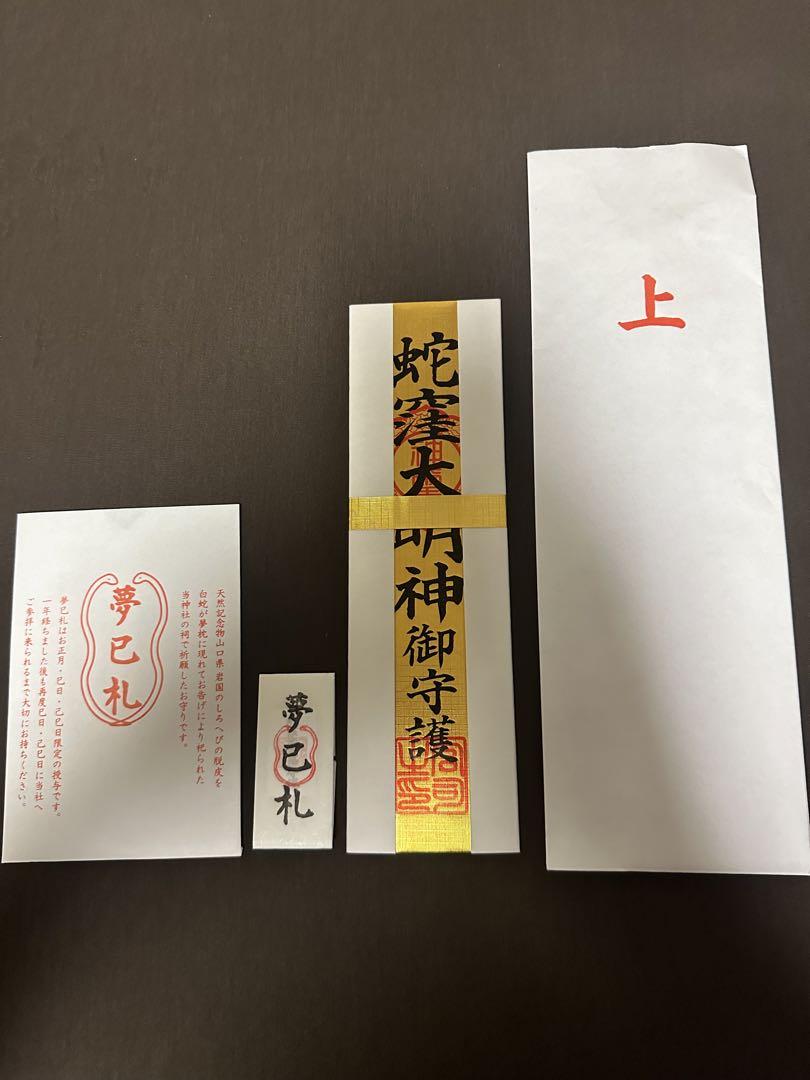 天然記念物山口県 岩国のしろへびの脱皮を
白蛇が夢枕に現れてお告げにより祀られた
当神社の祠で祈願したお守りです。
夢巳札
夢巳札はお正月・巳日・己巳日限定の授与です。
一年経ちました後も再度巳日・己巳日に当社へ
ご参拝に来られるまで大切にお持ちください。
夢巳札
蛇窪大明神御守護
上